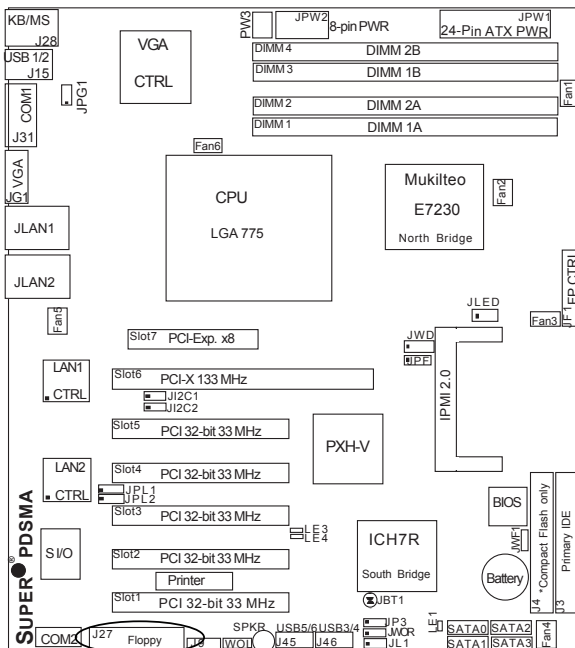 KB/MS
J28
USB 1/2
J15
COM1
J31
VGA
JG1
JLAN1
JLAN2
Fan5
JPG1
VGA
CTRL
PW3
JPW2
8-pin PWR
JPW1
24-Pin ATX PWR
DIMM 4 DIMM 2B
DIMM 3 DIMM 1B
DIMM 2 DIMM 2A
DIMM 1 DIMM 1A
Fan1
Fan6
CPU
LGA 775
Mukilteo
E7230
North Bridge
Fan2
JLED
Fan3
JF1
FP CTRL
JWD
IPF
IPMI 2.0
Slot7 PCI-Exp. x8
LAN1
CTRL
Slot6 PCI-X 133 MHz
JI2C1
JI2C2
Slot5 PCI 32-bit 33 MHz
PXH-V
LAN2
CTRL
Slot4 PCI 32-bit 33 MHz
JPL1
JPL2
Slot3 PCI 32-bit 33 MHz
LE3
LE4
S I/O
Slot2 PCI 32-bit 33 MHz
Printer
Slot1 PCI 32-bit 33 MHz
ICH7R
South Bridge
BIOS
JWF1
Battery
J4 *Compact Flash only
J3 Primary IDE
JBT1
SUPER ® PDSMA
COM2
J27 Floppy
WOL
SPKR
USB5/6
J45
USB3/4
J46
JP3
JWOR
JL1
LE1
SATA0
SATA2
SATA1
SATA3
Fan4